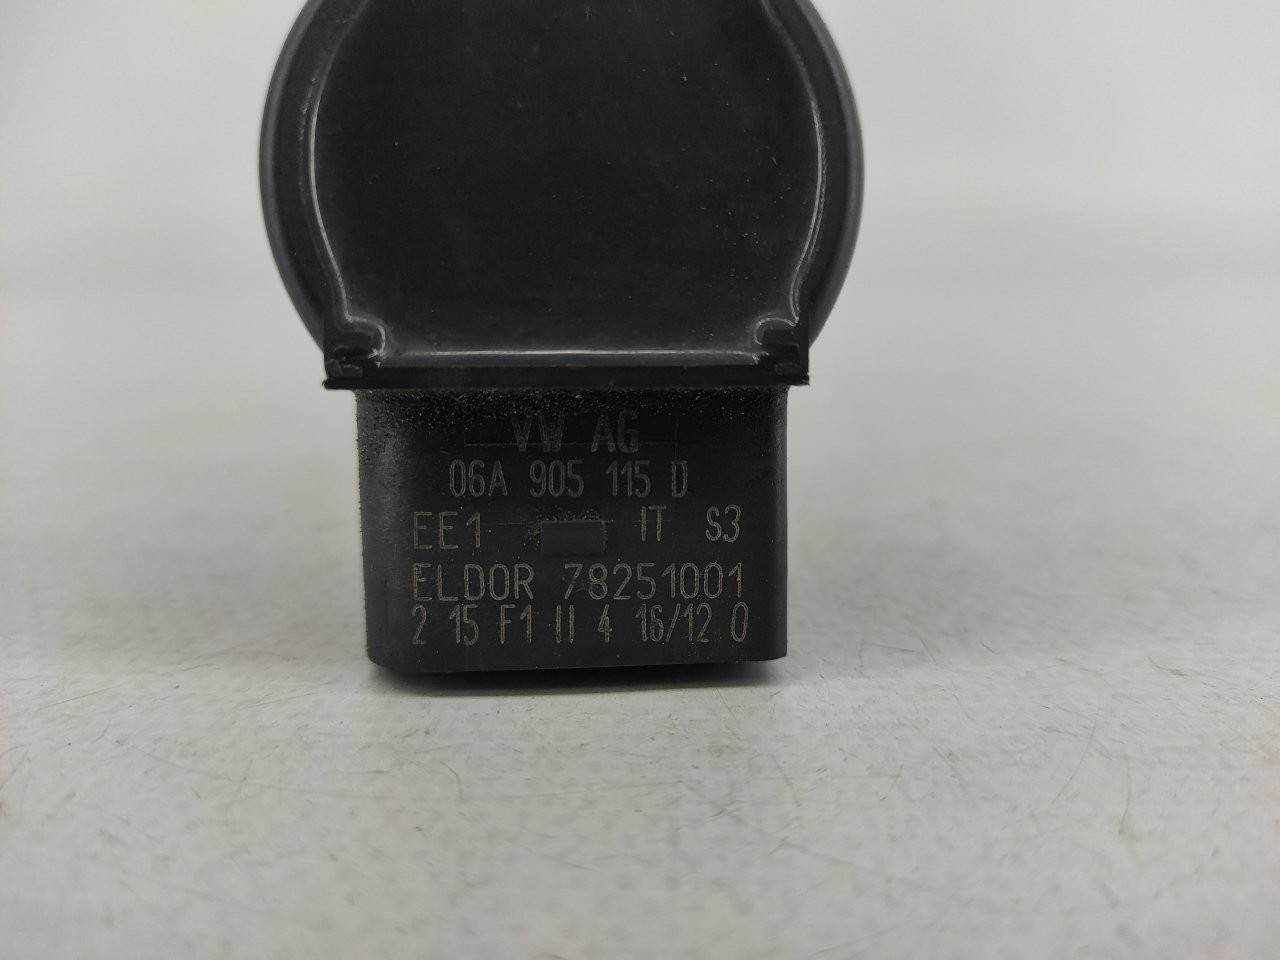 VW AG
06A 905 115 D
EE1 IT S3
ELDOR 78251001
2 15 F1 II 4 16/12 0